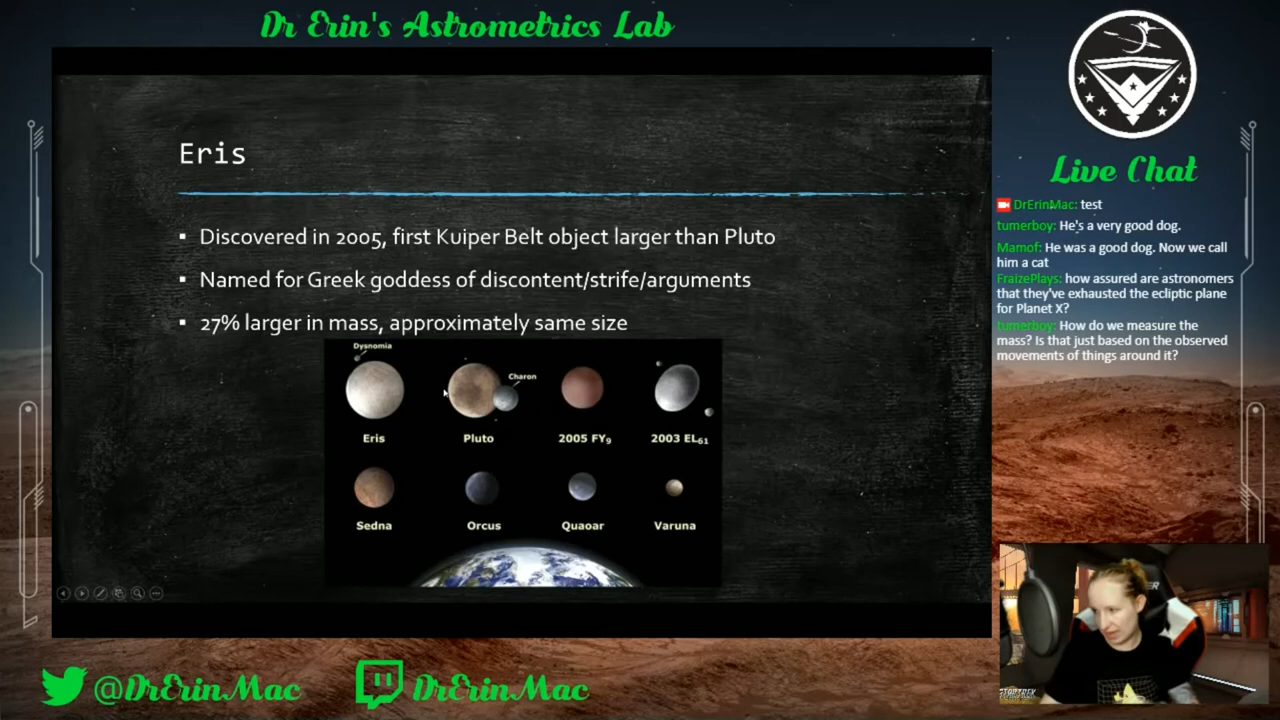 Dr Erin's Astrometrics Lab
Eris
▪ Discovered in 2005, first Kuiper Belt object larger than Pluto
▪ Named for Greek goddess of discontent/strife/arguments
▪ 27% larger in mass, approximately same size
Dysnomia
Charon
Eris
Pluto
2005 FY₉
2003 EL₆₁
Sedna
Orcus
Quaoar
Varuna
Live Chat
DrErinMac: test
tumerboy: He's a very good dog.
Mamof: He was a good dog. Now we call
him a cat
FraizePlays: how assured are astronomers
that they've exhausted the ecliptic plane
for Planet X?
tumerboy: How do we measure the
mass? Is that just based on the observed
movements of things around it?
@DrErinMac
DrErinMac
STAR TREK